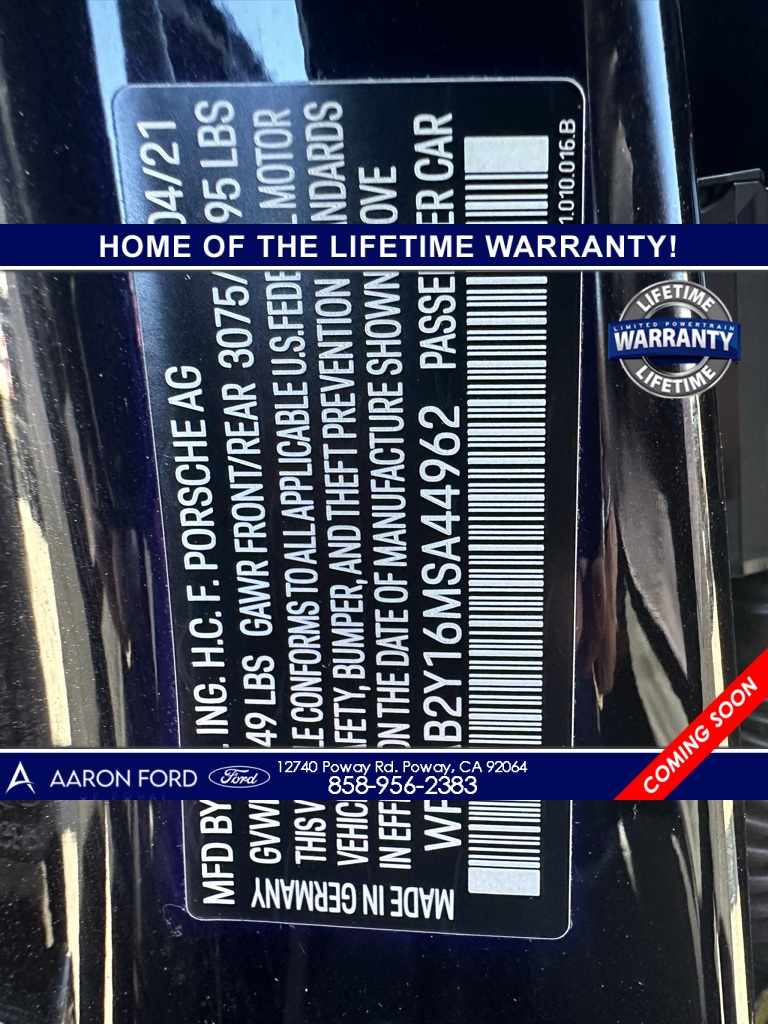 HOME OF THE LIFETIME WARRANTY!
LIFETIME
LIMITED POWERTRAIN
WARRANTY
LIFETIME
MFD BY ING. H.C. F. PORSCHE AG 04/21
GVW 49 LBS GAWR FRONT/REAR 3075/ 95 LBS
THIS V LE CONFORMS TO ALL APPLICABLE U.S. FEDE L MOTOR
VEHIC FETY, BUMPER, AND THEFT PREVENTION ANDARDS
IN EFF ON THE DATE OF MANUFACTURE SHOWN OVE
WP B2Y16MSA44962 PASSE ER CAR
MADE IN GERMANY
1.010.016.B
COMING SOON
AARON FORD
Ford
12740 Poway Rd. Poway, CA 92064
858-956-2383